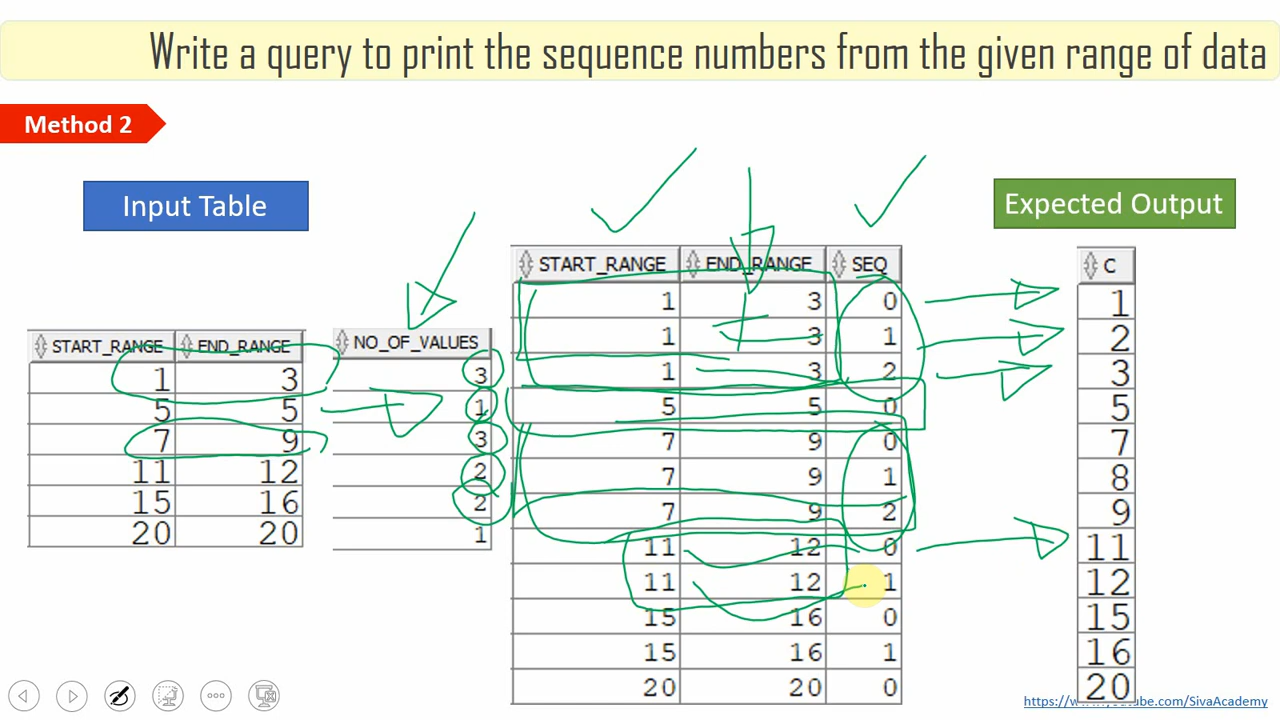 Write a query to print the sequence numbers from the given range of data
Method 2
Input Table
START_RANGE END_RANGE
1 3
5 5
7 9
11 12
15 16
20 20
NO_OF_VALUES
3
1
3
2
2
1
START_RANGE END_RANGE SEQ
1 3 0
1 3 1
1 3 2
5 5 0
7 9 0
7 9 1
7 9 2
11 12 0
11 12 1
15 16 0
15 16 1
20 20 0
Expected Output
C
1
2
3
5
7
8
9
11
12
15
16
20